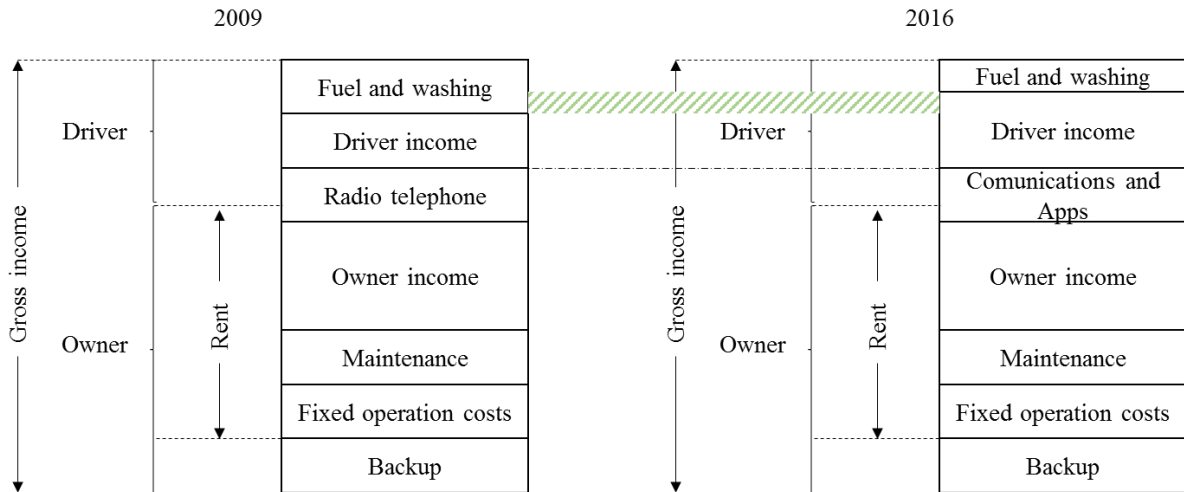 2009
Gross income
Driver
Owner
Rent
Fuel and washing
Driver income
Radio telephone
Owner income
Maintenance
Fixed operation costs
Backup
2016
Gross income
Driver
Owner
Rent
Fuel and washing
Driver income
Comunications and
Apps
Owner income
Maintenance
Fixed operation costs
Backup